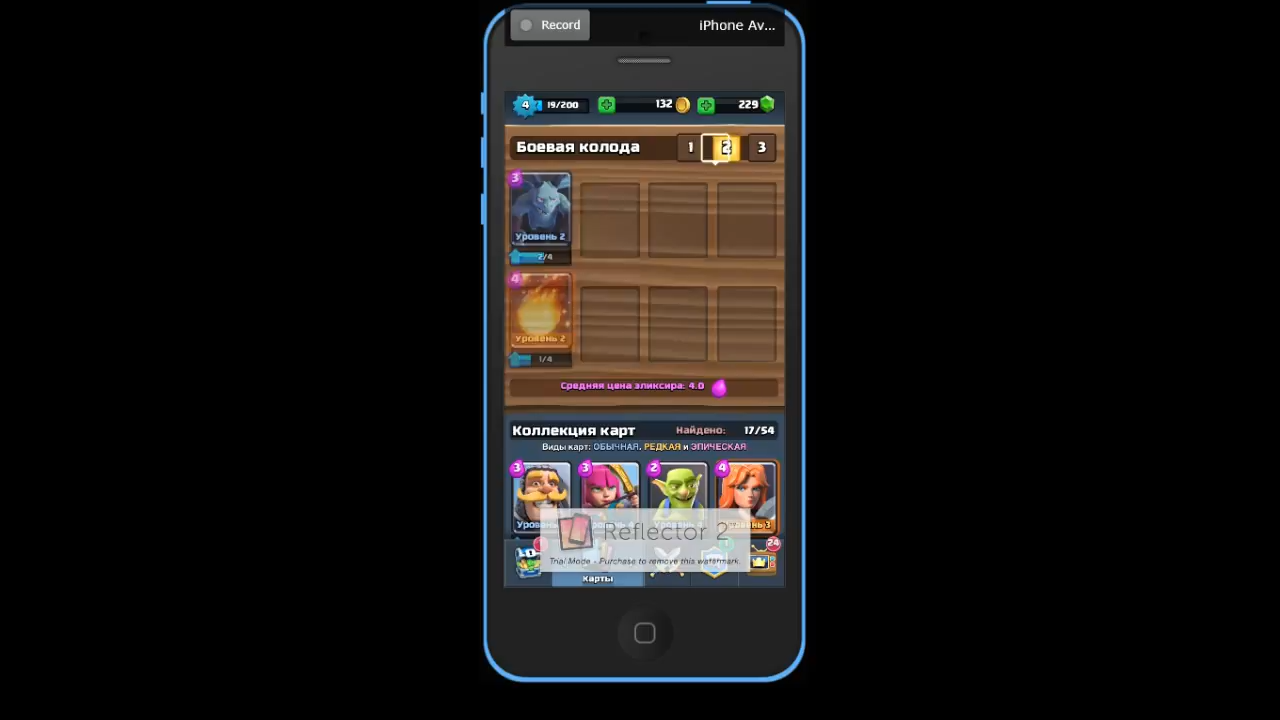 Record
iPhone Av...
4 19/200 132 229
Боевая колода 1 2 3
3
Уровень 2
2/4
4
Уровень 2
1/4
Средняя цена эликсира: 4.0
Коллекция карт Найдено: 17/54
Виды карт: ОБЫЧНАЯ, РЕДКАЯ и ЭПИЧЕСКАЯ
3 3 2 4
Reflector 2
Trial Mode - Purchase to remove this watermark.
24
Карты